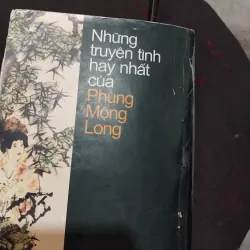 Những
truyện tình
hay nhất
của
Phùng
Mộng
Long